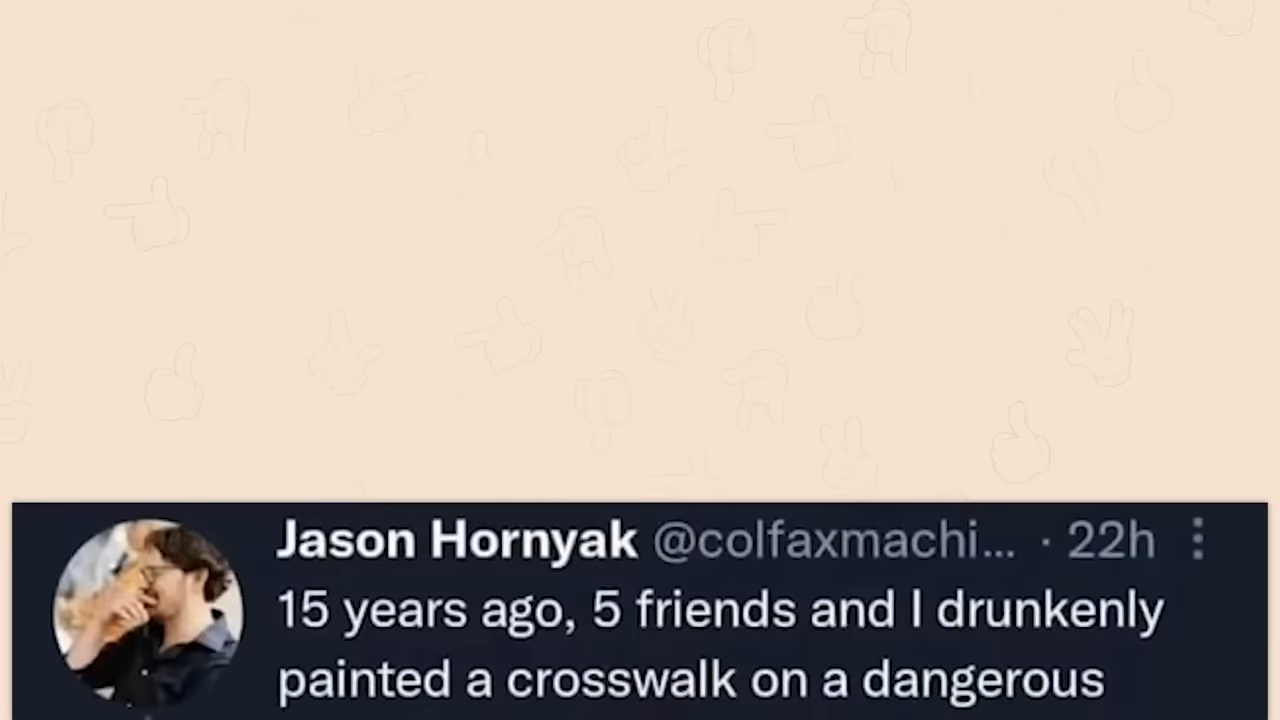 Jason Hornyak @colfaxmachi... · 22h
15 years ago, 5 friends and I drunkenly
painted a crosswalk on a dangerous